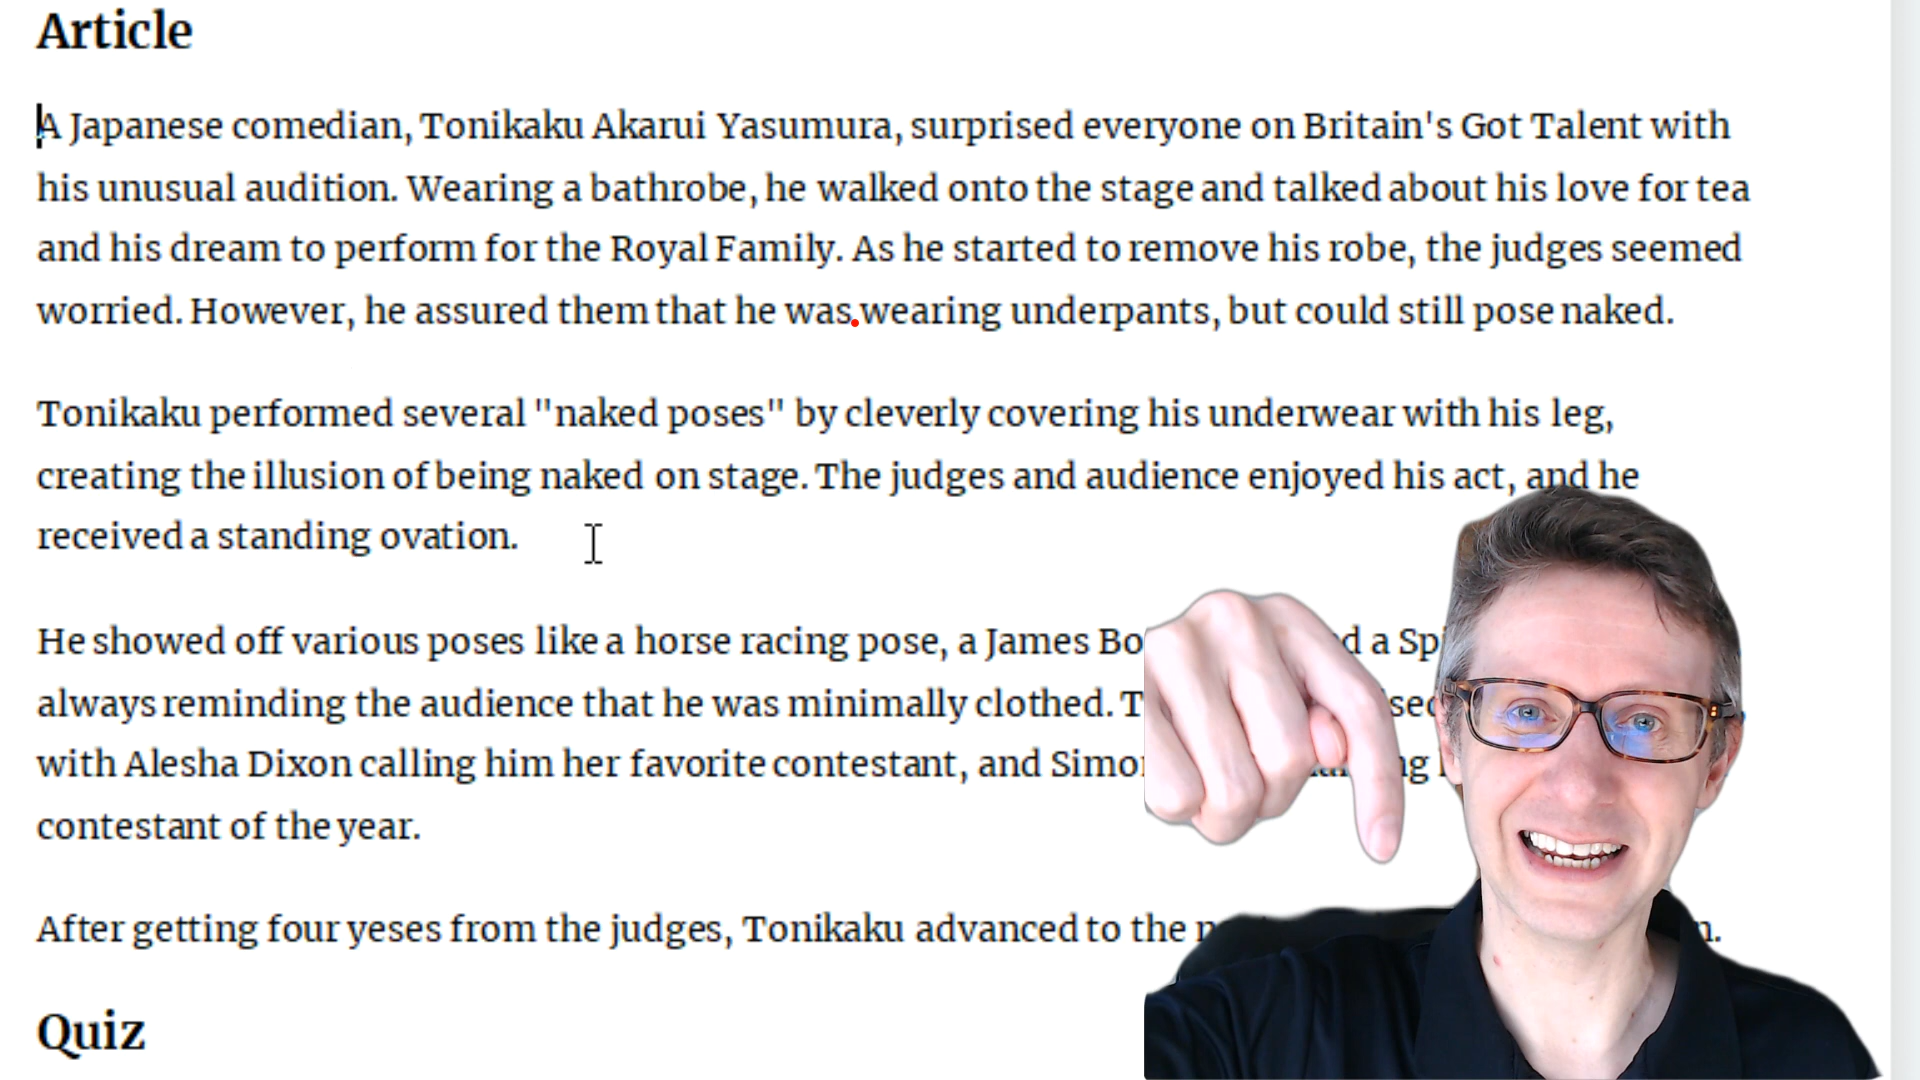 Article
A Japanese comedian, Tonikaku Akarui Yasumura, surprised everyone on Britain's Got Talent with
his unusual audition. Wearing a bathrobe, he walked onto the stage and talked about his love for tea
and his dream to perform for the Royal Family. As he started to remove his robe, the judges seemed
worried. However, he assured them that he was wearing underpants, but could still pose naked.
Tonikaku performed several "naked poses" by cleverly covering his underwear with his leg,
creating the illusion of being naked on stage. The judges and audience enjoyed his act, and he
received a standing ovation.
He showed off various poses like a horse racing pose, a James a
always reminding the audience that he was minimally clothed.
with Alesha Dixon calling him her favorite contestant, and
contestant of the year.
After getting four yeses from the judges, Tonikaku advanced to the
Quiz